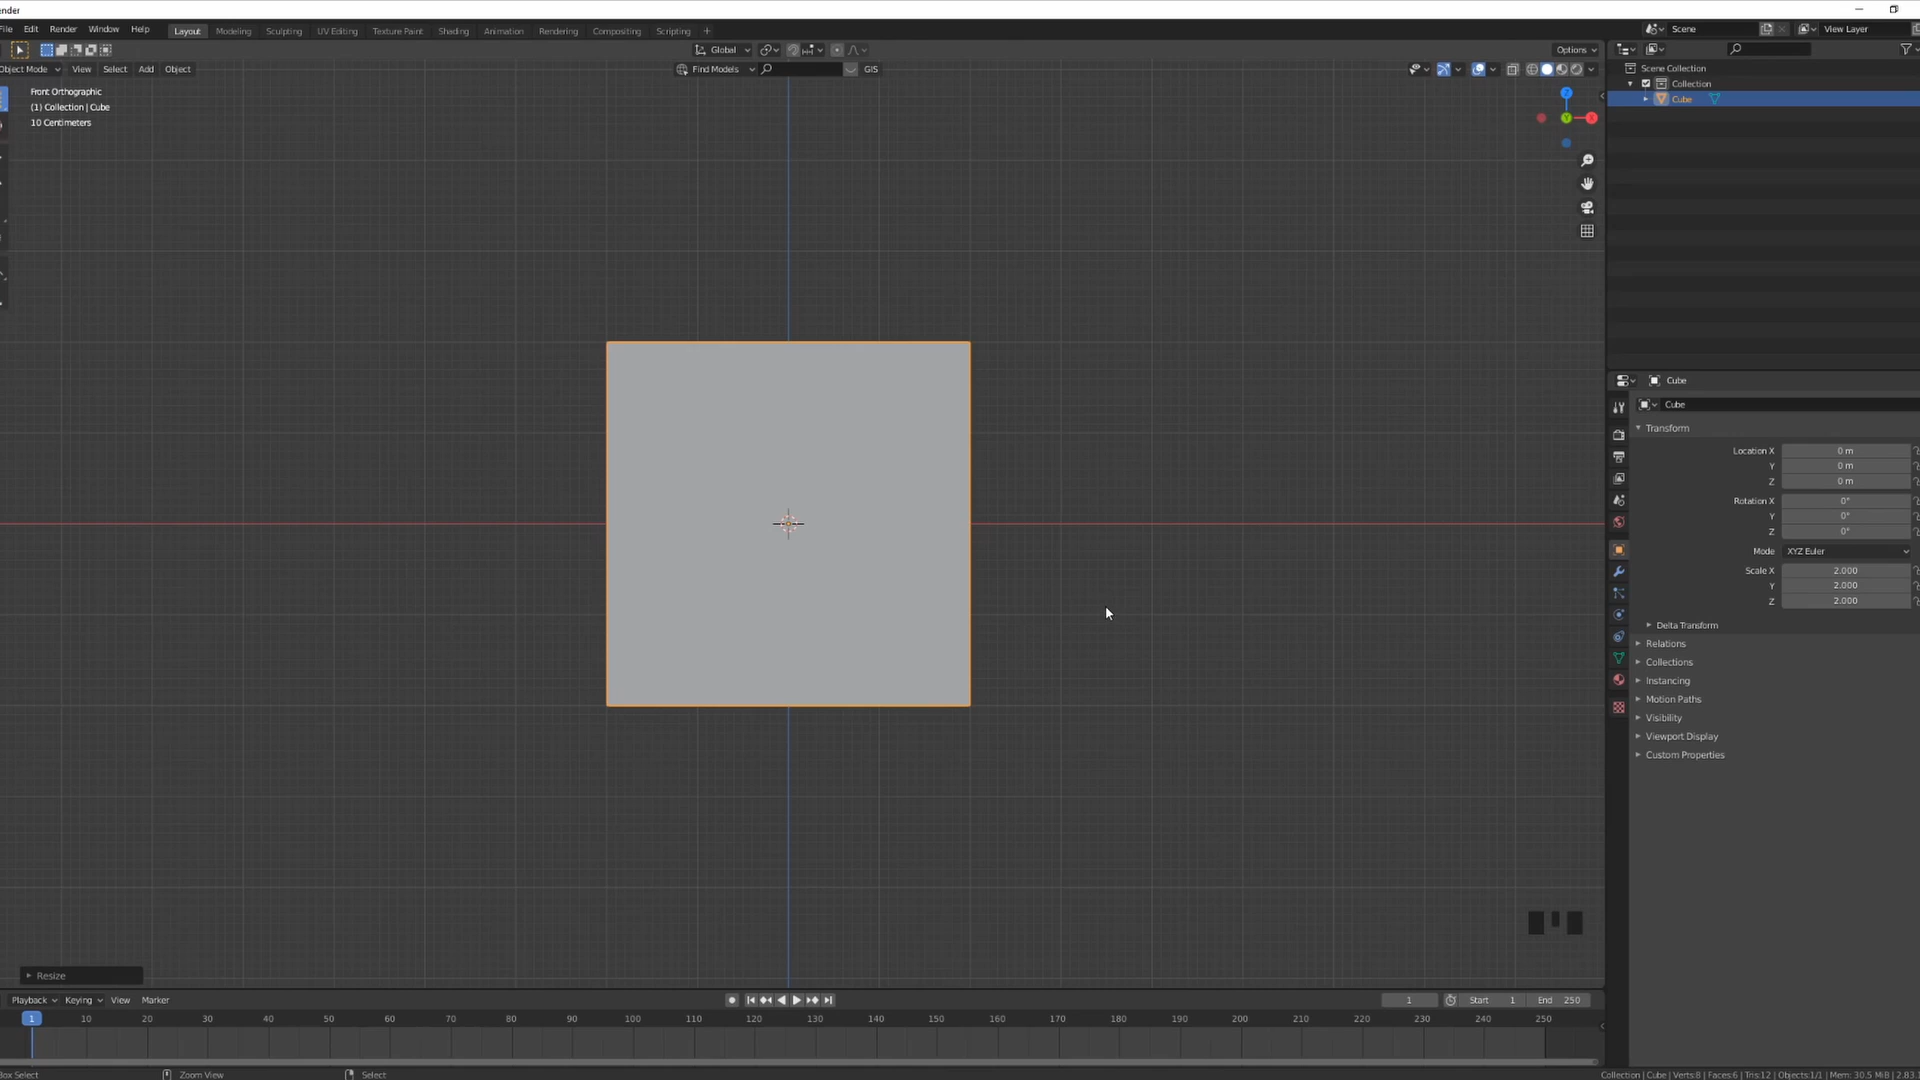 ender
File Edit Render Window Help Layout Modeling Sculpting UV Editing Texture Paint Shading Animation Rendering Compositing Scripting + Scene View Layer
Global Options
Object Mode View Select Add Object Find Models GIS
Front Orthographic
(1) Collection | Cube
10 Centimeters
Z
Y
X
Scene Collection
Collection
Cube
Cube
Cube
Transform
Location X 0 m
Y 0 m
Z 0 m
Rotation X 0°
Y 0°
Z 0°
Mode XYZ Euler
Scale X 2.000
Y 2.000
Z 2.000
Delta Transform
Relations
Collections
Instancing
Motion Paths
Visibility
Viewport Display
Custom Properties
Resize
Playback Keying View Marker 1 Start 1 End 250
1 10 20 30 40 50 60 70 80 90 100 110 120 130 140 150 160 170 180 190 200 210 220 230 240 250
Box Select Zoom View Select Collection | Cube | Verts:8 | Faces:6 | Tris:12 | Objects:1/1 | Mem: 30.5 MiB | 2.83.